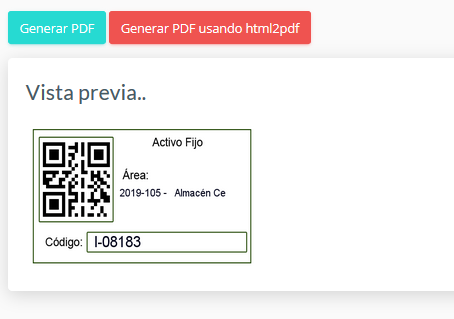 Generar PDF
Generar PDF usando html2pdf
Vista previa..
Activo Fijo
Área:
2019-105 - Almacén Ce
Código: I-08183